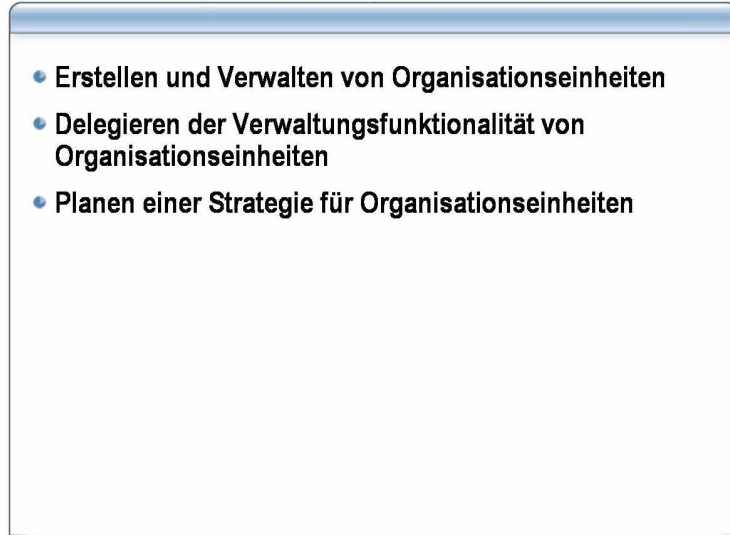 Erstellen und Verwalten von Organisationseinheiten
Delegieren der Verwaltungsfunktionalität von
Organisationseinheiten
Planen einer Strategie für Organisationseinheiten